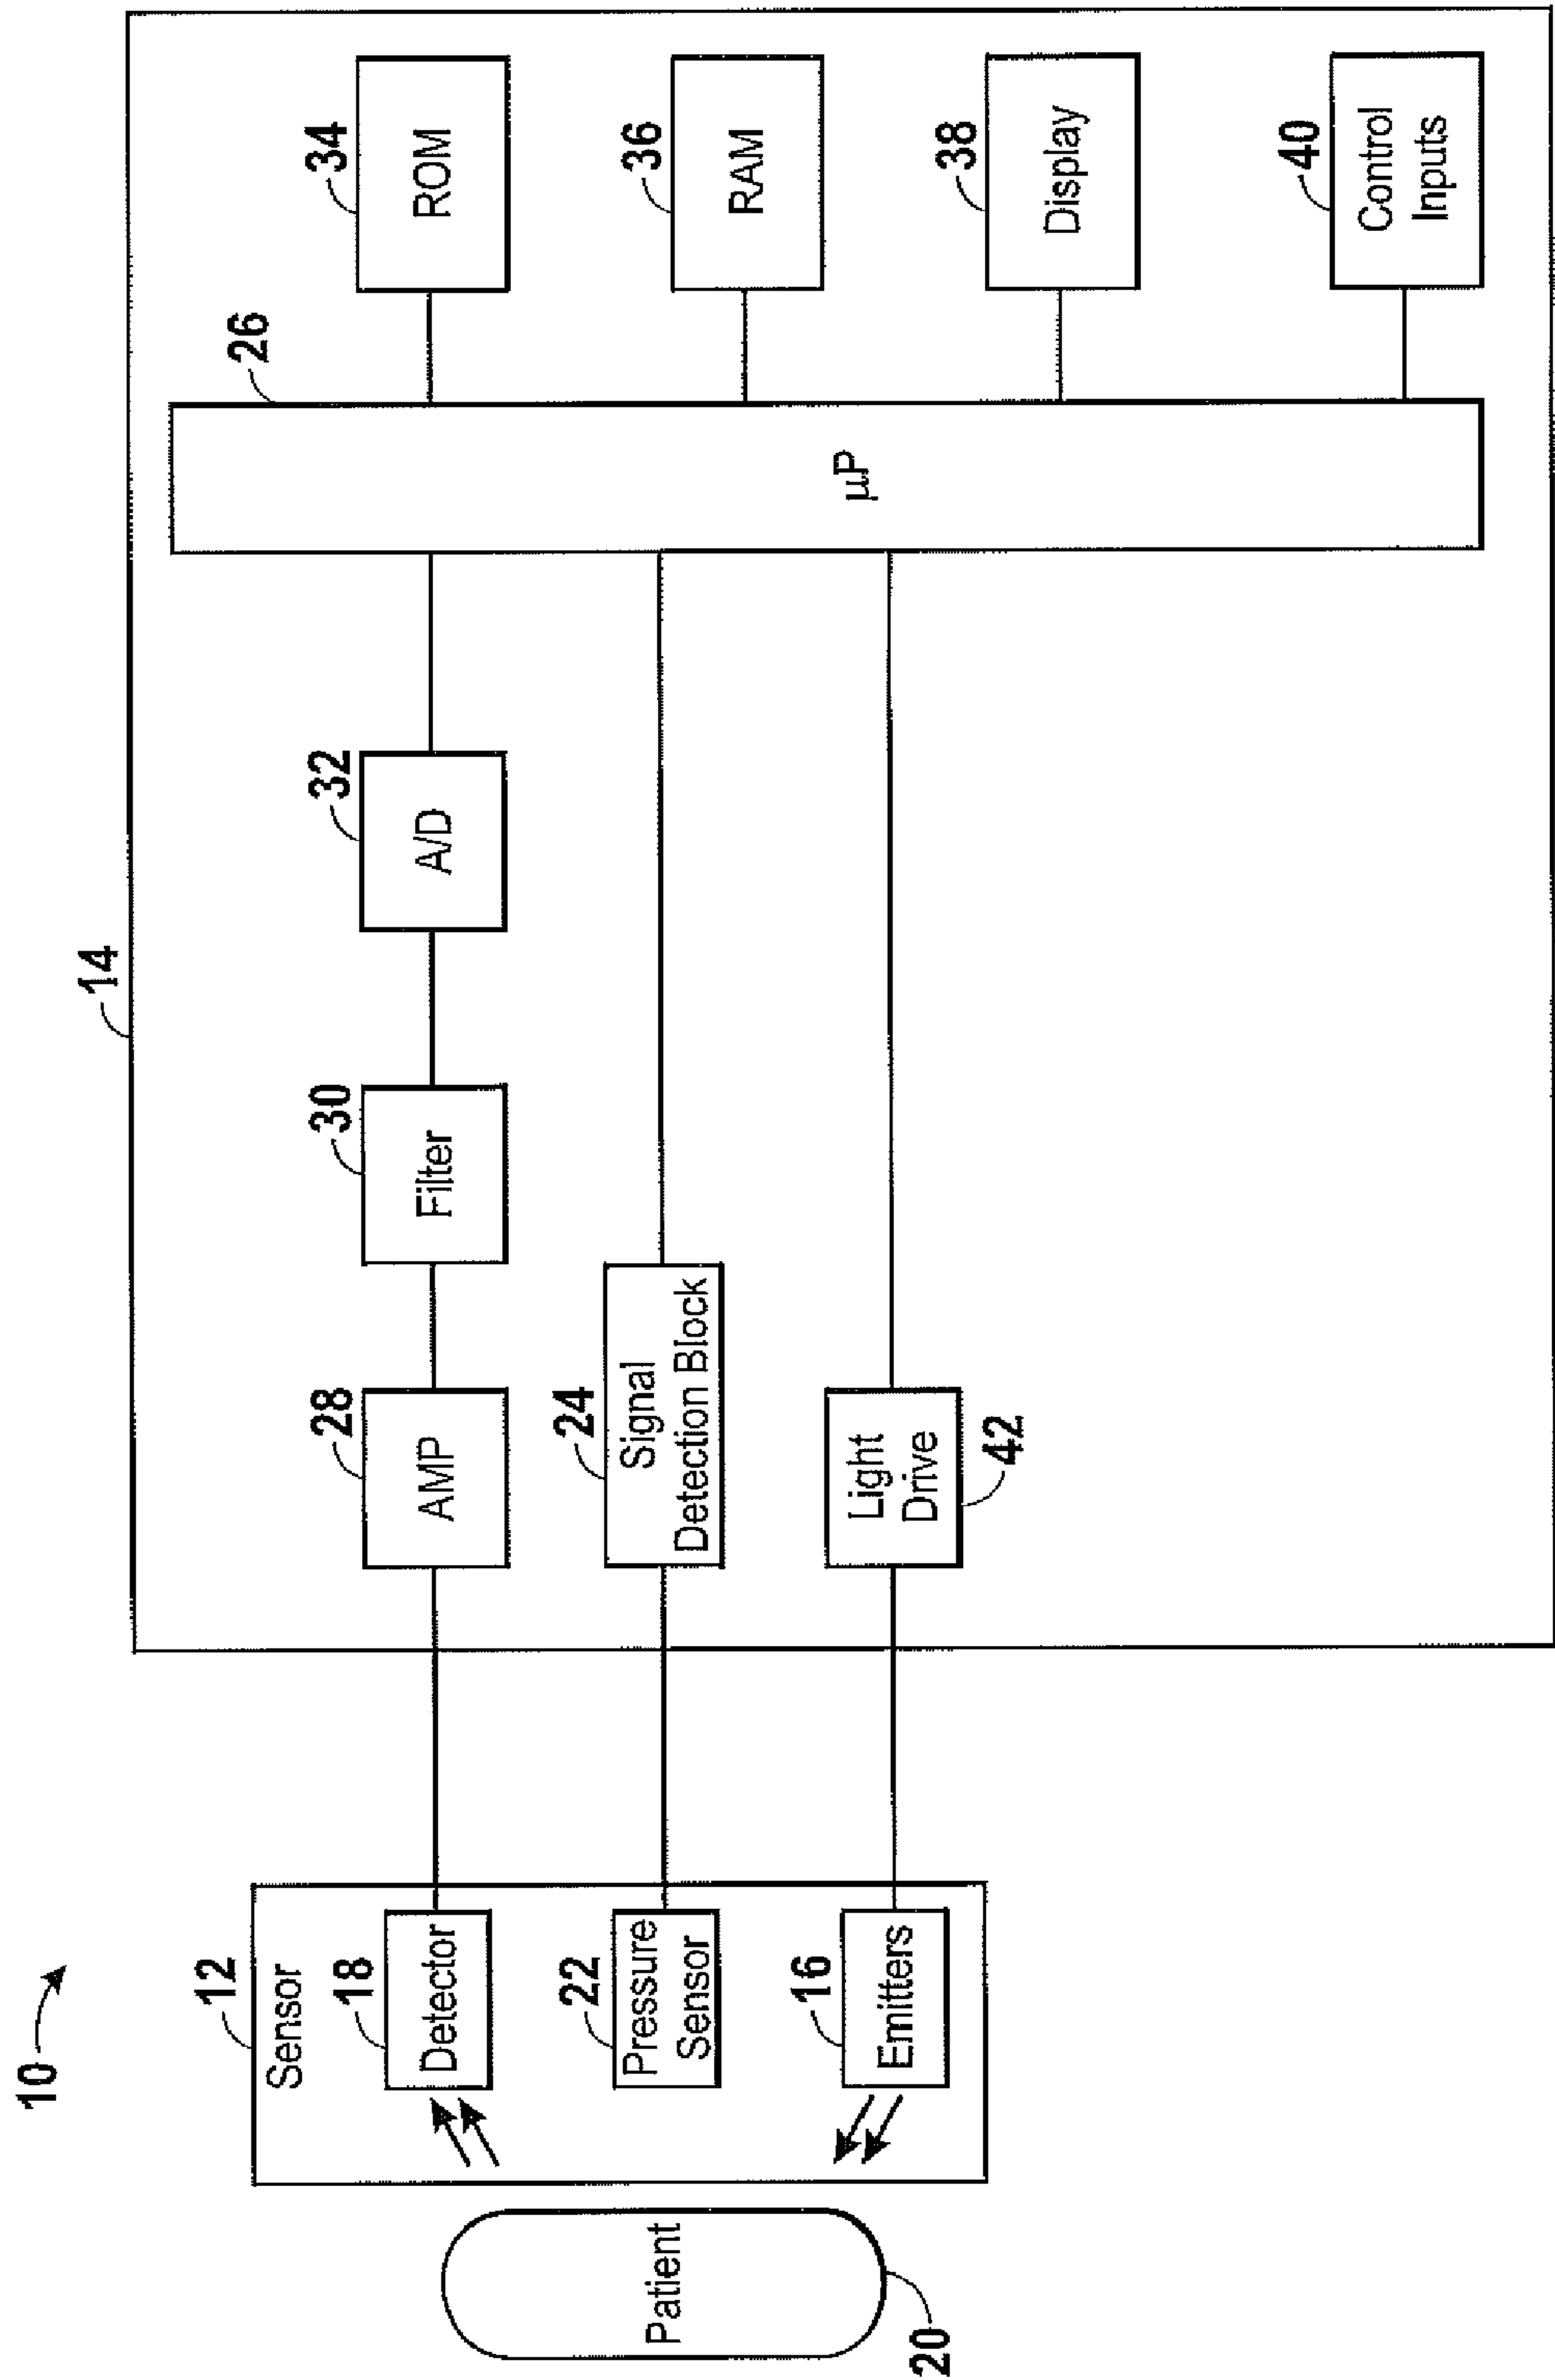 10
14
12
Sensor
18
Detector
22
Pressure
Sensor
16
Emitters
Patient
20
28
AMP
30
Filter
32
A/D
24
Signal
Detection Block
Light
Drive
42
26
µP
34
ROM
36
RAM
38
Display
40
Control
Inputs